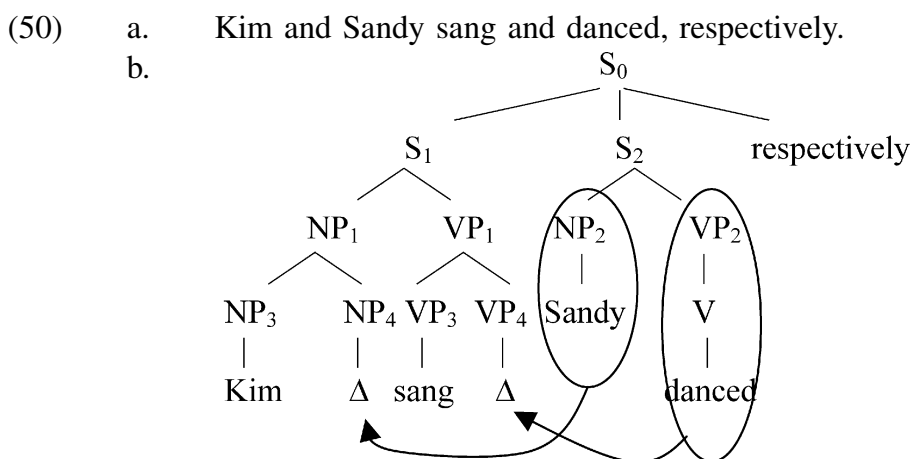 (50) a. Kim and Sandy sang and danced, respectively.
b. S₀
S₁ S₂ respectively
NP₁ VP₁ NP₂ VP₂
NP₃ NP₄ VP₃ VP₄ Sandy V
Kim Δ sang Δ danced